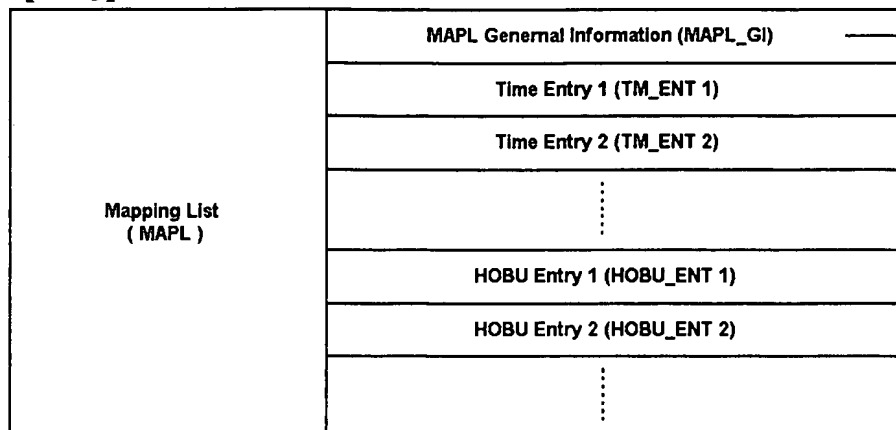 MAPL Genernal Information (MAPL_GI)
Time Entry 1 (TM_ENT 1)
Time Entry 2 (TM_ENT 2)
Mapping List
( MAPL )
HOBU Entry 1 (HOBU_ENT 1)
HOBU Entry 2 (HOBU_ENT 2)